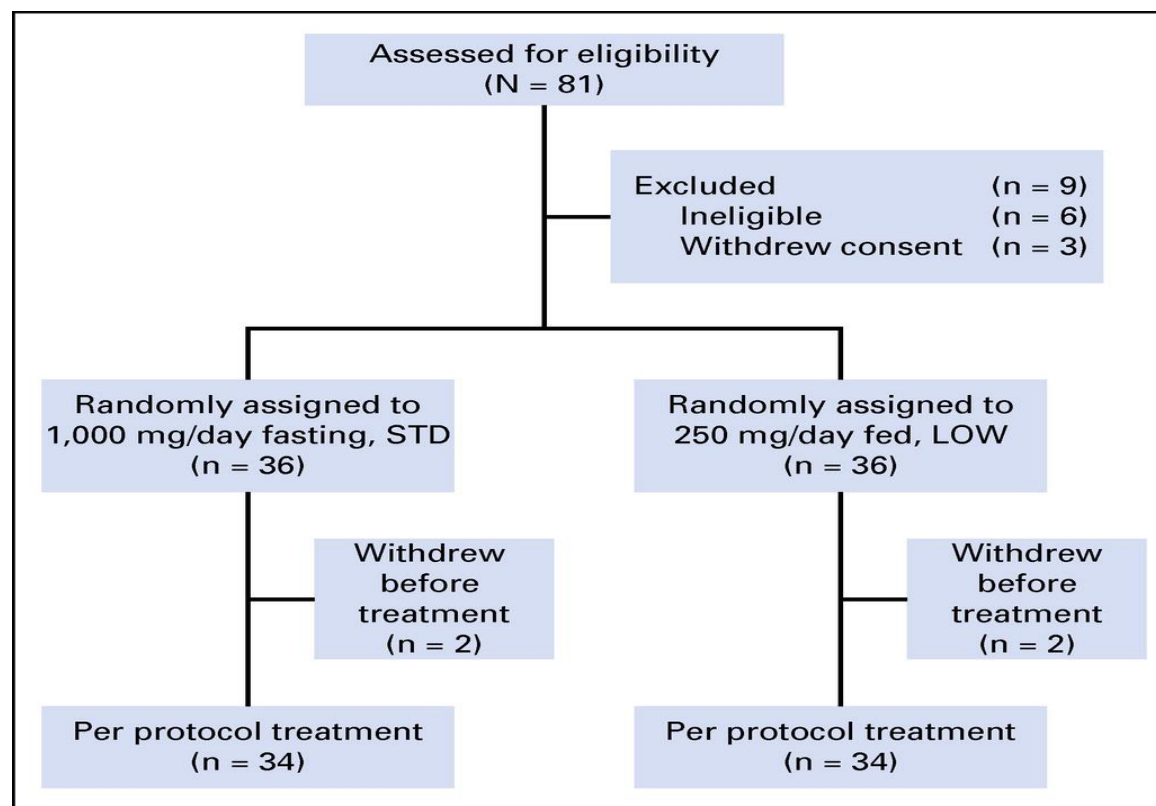 Assessed for eligibility
(N = 81)
Excluded (n = 9)
Ineligible (n = 6)
Withdrew consent (n = 3)
Randomly assigned to
1,000 mg/day fasting, STD
(n = 36)
Randomly assigned to
250 mg/day fed, LOW
(n = 36)
Withdrew
before
treatment
(n = 2)
Withdrew
before
treatment
(n = 2)
Per protocol treatment
(n = 34)
Per protocol treatment
(n = 34)